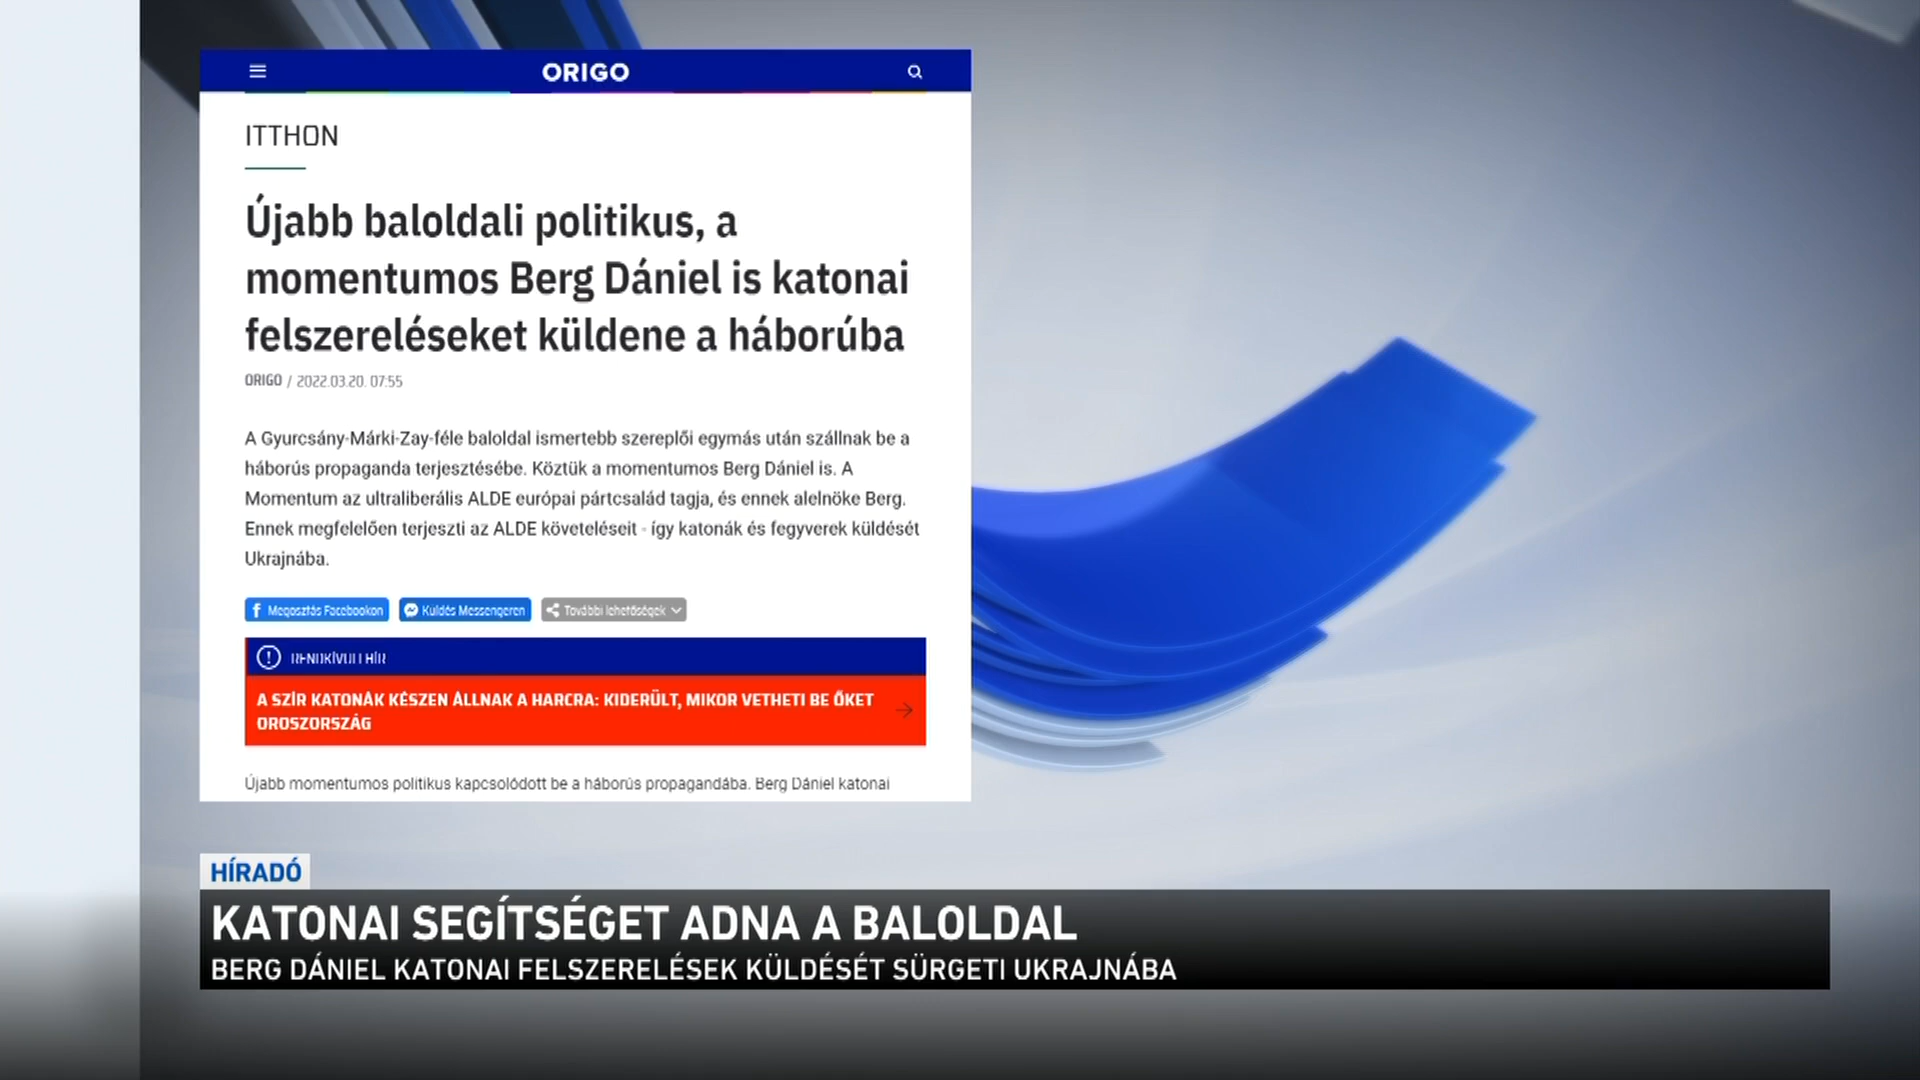 ORIGO
ITTHON
Újabb baloldali politikus, a
momentumos Berg Dániel is katonai
felszereléseket küldene a háborúba
ORIGO / 2022.03.20. 07:55
A Gyurcsány-Márki-Zay-féle baloldal ismertebb szereplői egymás után szállnak be a
háborús propaganda terjesztésébe. Köztük a momentumos Berg Dániel is. A
Momentum az ultraliberális ALDE európai pártcsalád tagja, és ennek alelnöke Berg.
Ennek megfelelően terjeszti az ALDE követeléseit - így katonák és fegyverek küldését
Ukrajnába.
Megosztás Facebookon Küldés Messengeren További lehetőségek
RENDKÍVÜLI HÍR
A SZÍR KATONÁK KÉSZEN ÁLLNAK A HARCRA: KIDERÜLT, MIKOR VETHETI BE ŐKET
OROSZORSZÁG
Újabb momentumos politikus kapcsolódott be a háborús propagandába. Berg Dániel katonai
HÍRADÓ
KATONAI SEGÍTSÉGET ADNA A BALOLDAL
BERG DÁNIEL KATONAI FELSZERELÉSEK KÜLDÉSÉT SÜRGETI UKRAJNÁBA